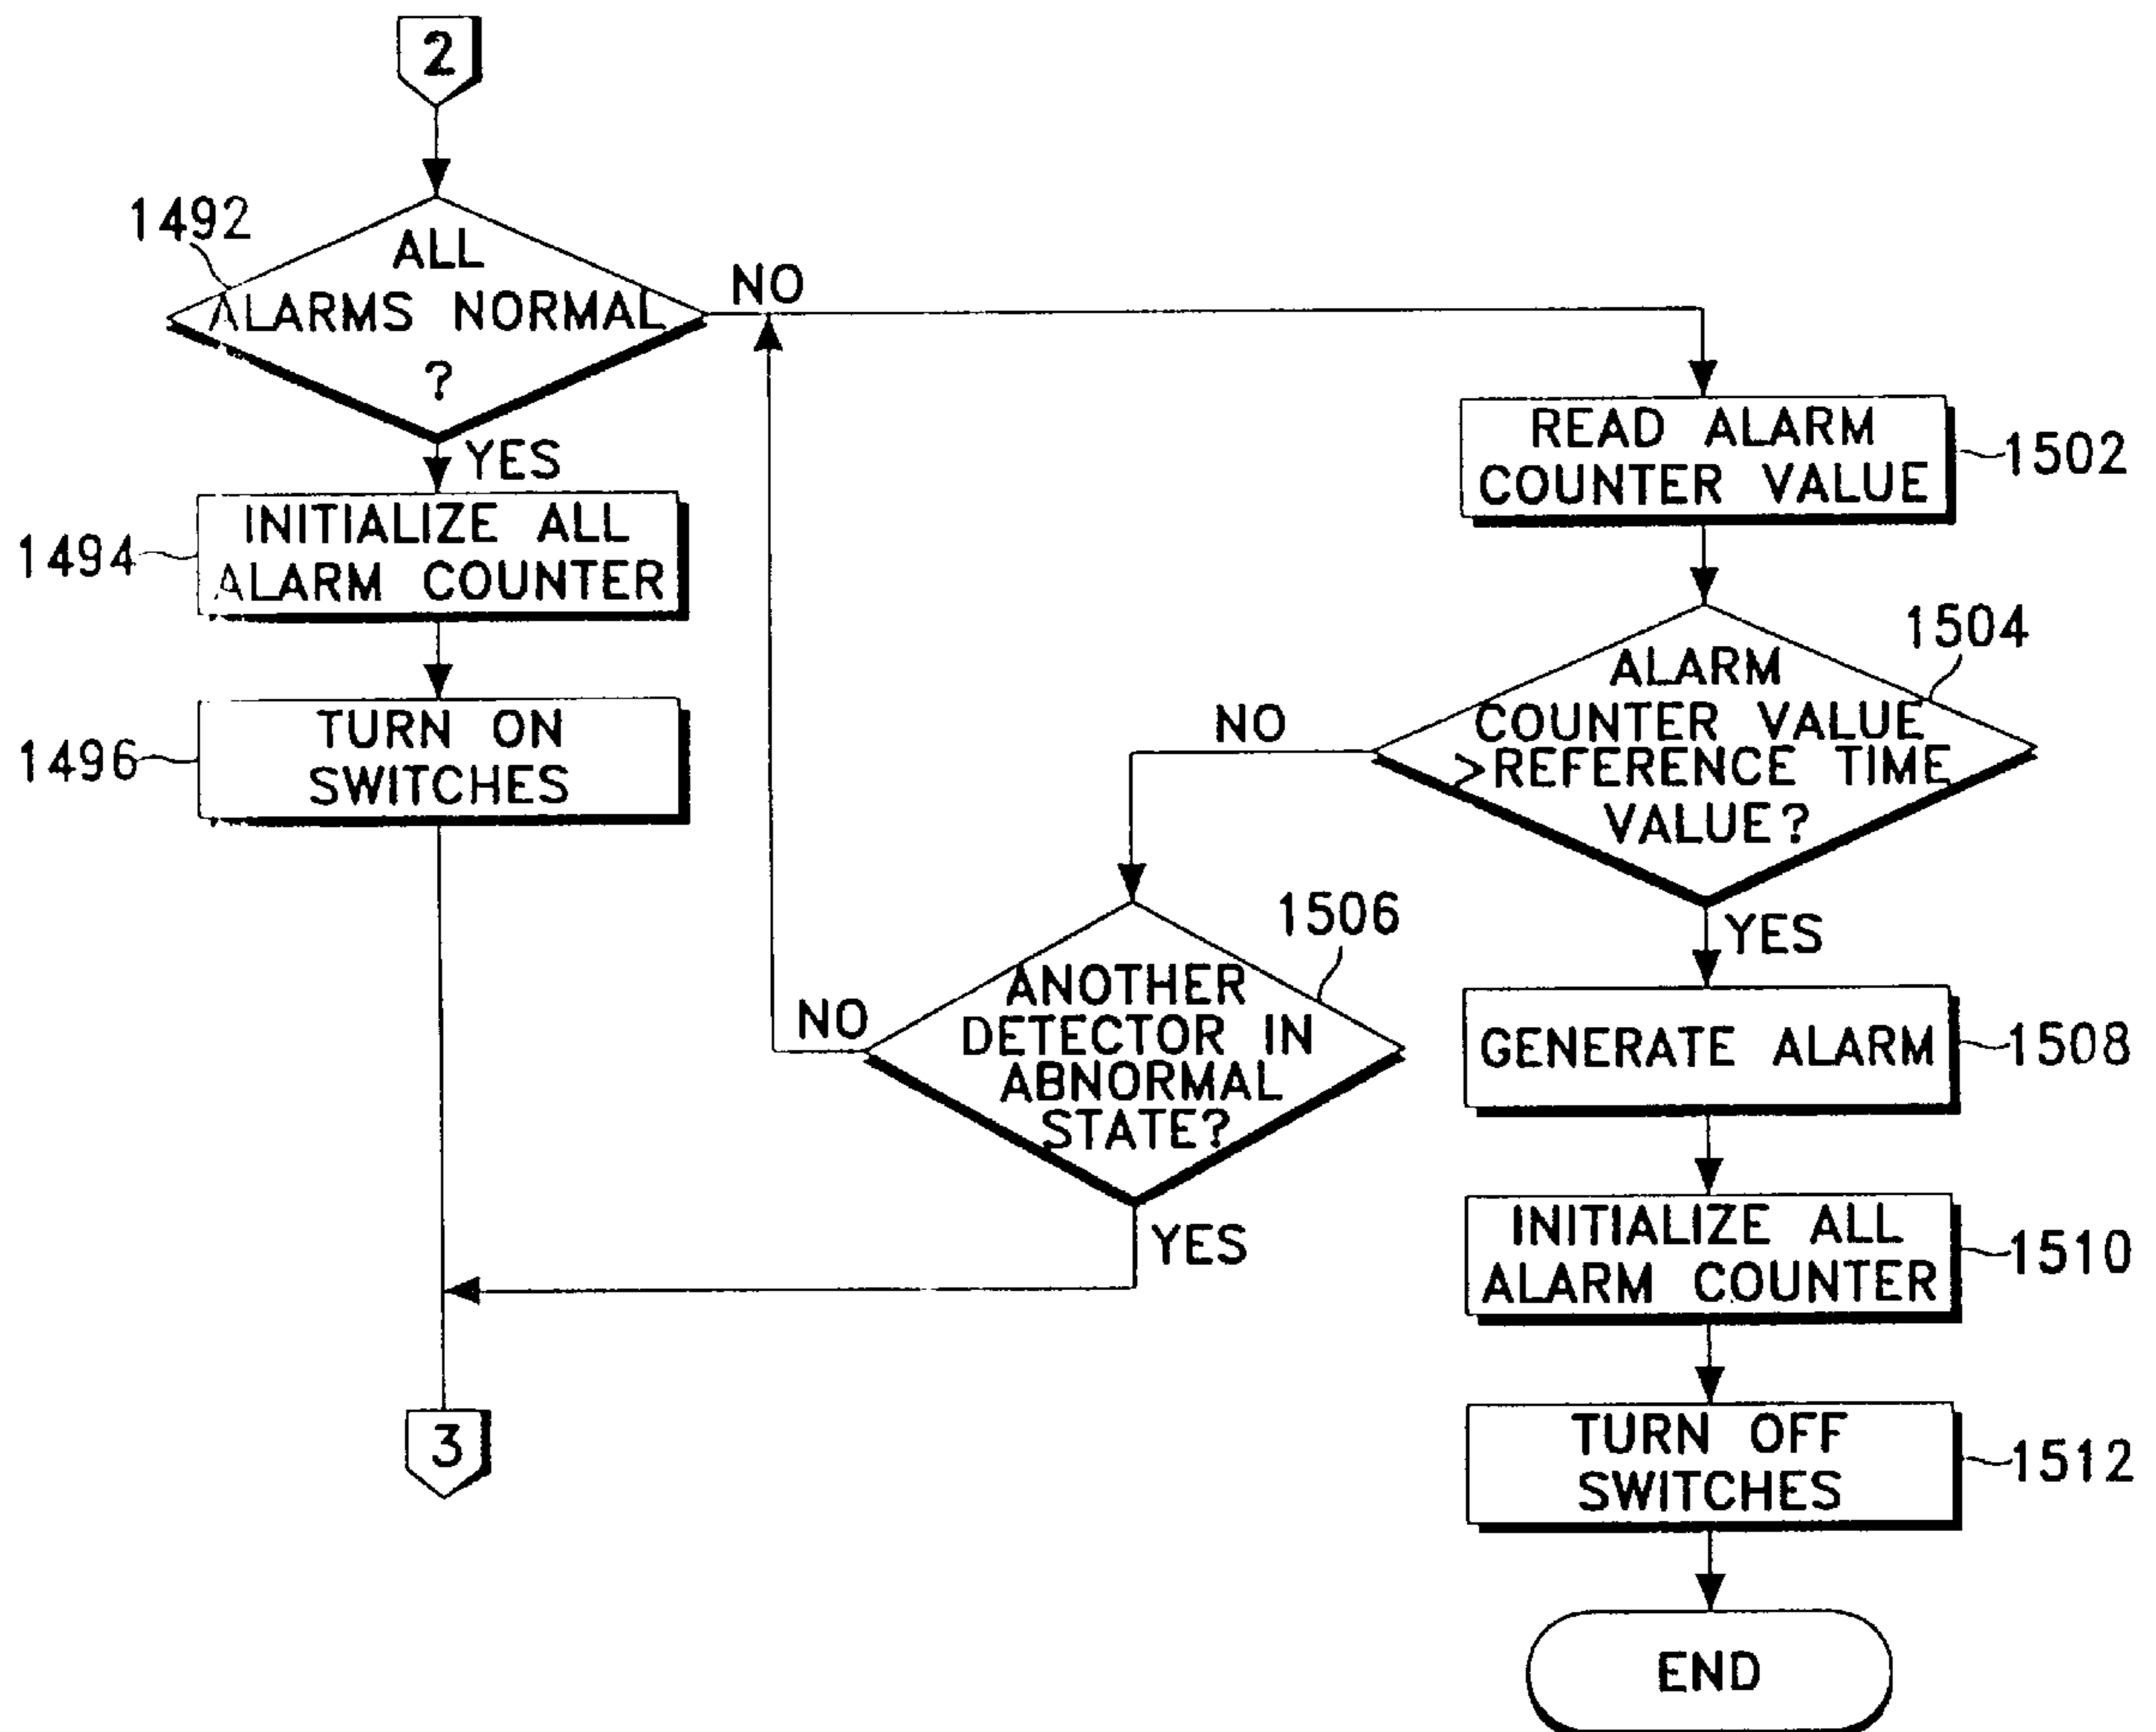 2
1492
ALL
ALARMS NORMAL
?
NO
YES
1494
INITIALIZE ALL
ALARM COUNTER
1496
TURN ON
SWITCHES
3
READ ALARM
COUNTER VALUE
1502
1504
ALARM
COUNTER VALUE
>REFERENCE TIME
VALUE?
NO
YES
1506
ANOTHER
DETECTOR IN
ABNORMAL
STATE?
NO
YES
GENERATE ALARM
1508
INITIALIZE ALL
ALARM COUNTER
1510
TURN OFF
SWITCHES
1512
END